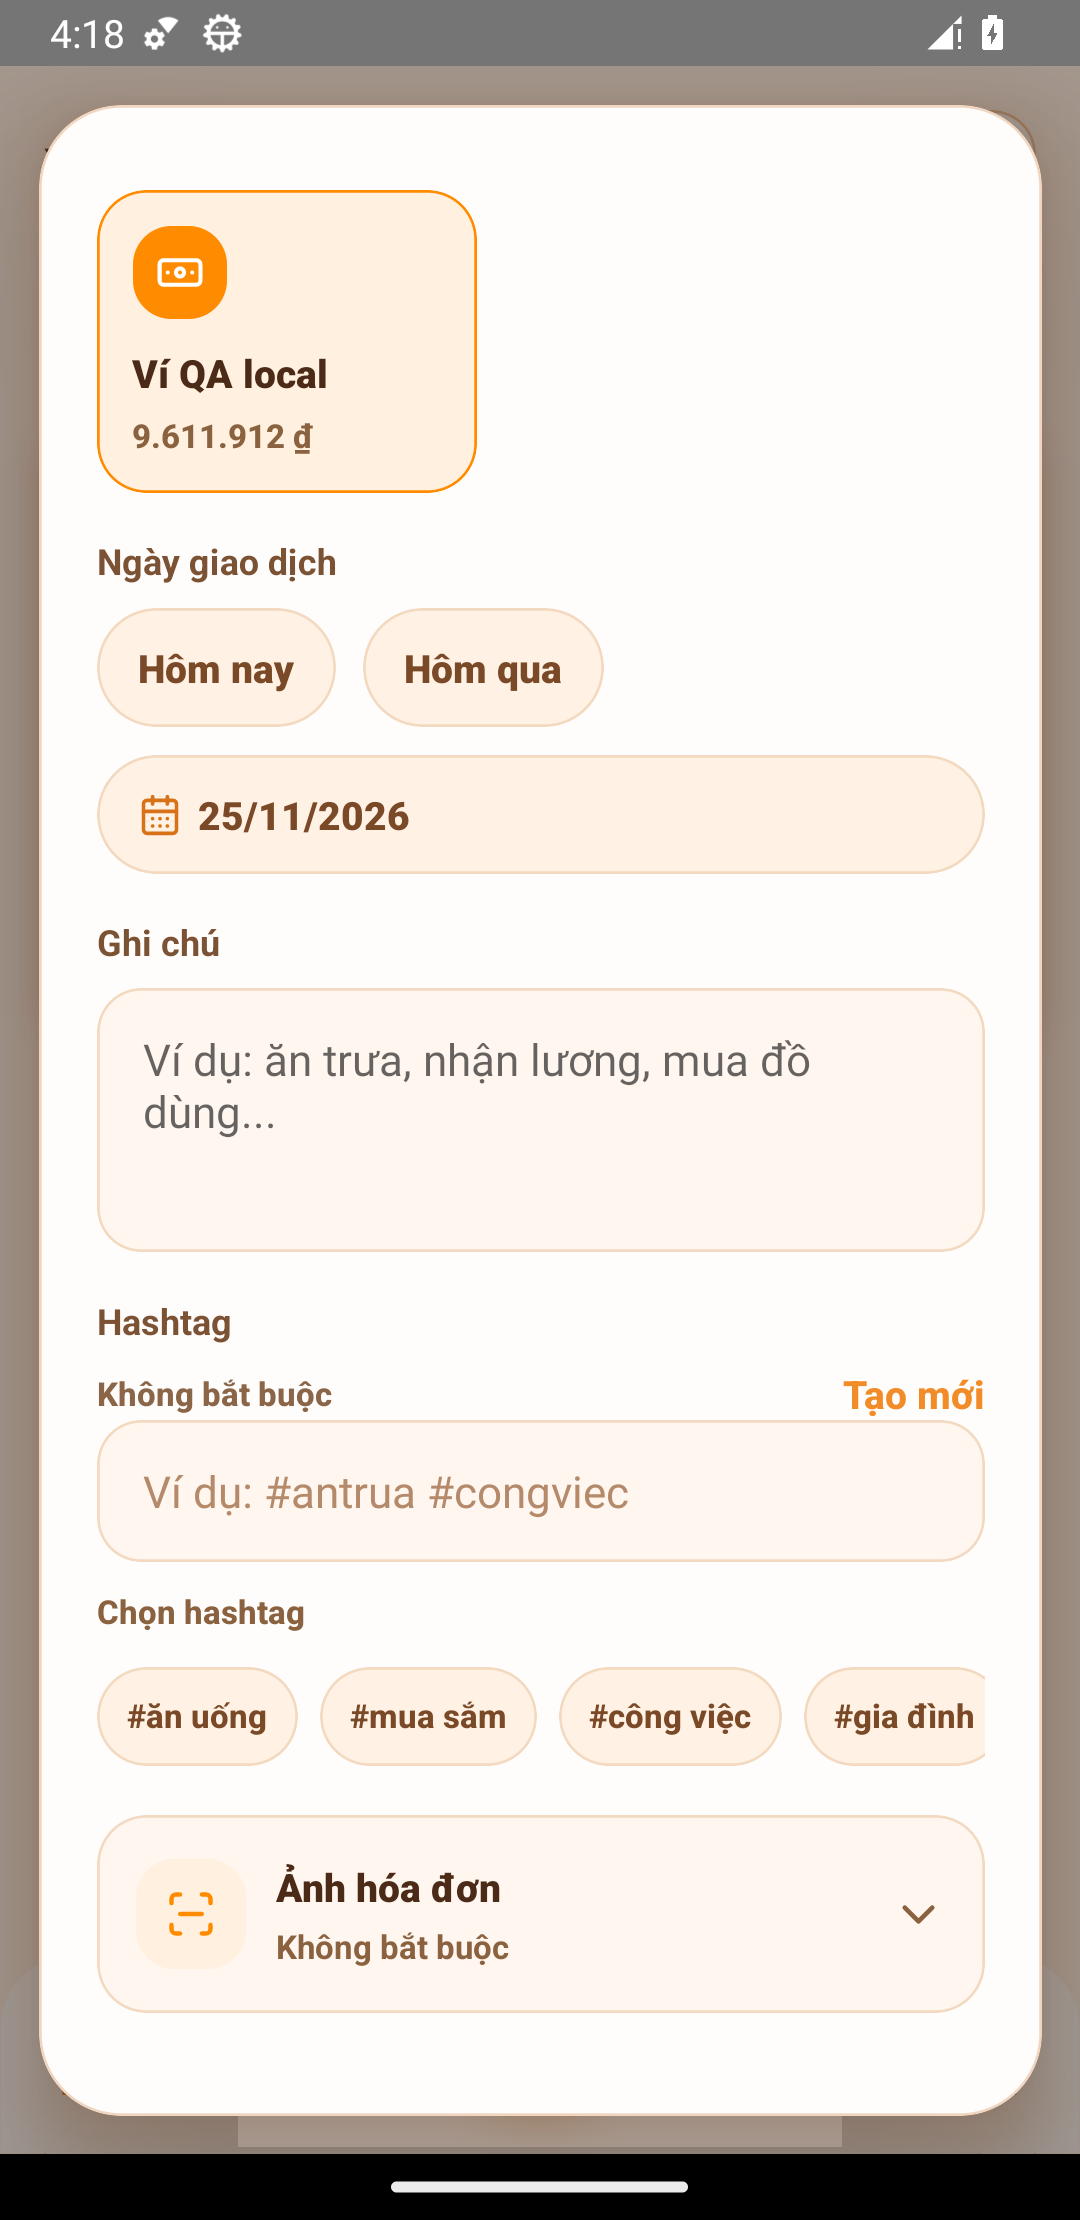 4:18
Ví QA local
9.611.912 ₫
Ngày giao dịch
Hôm nay
Hôm qua
25/11/2026
Ghi chú
Ví dụ: ăn trưa, nhận lương, mua đồ
dùng...
Hashtag
Không bắt buộc
Tạo mới
Ví dụ: #antrua #congviec
Chọn hashtag
#ăn uống
#mua sắm
#công việc
#gia đình
Ảnh hóa đơn
Không bắt buộc